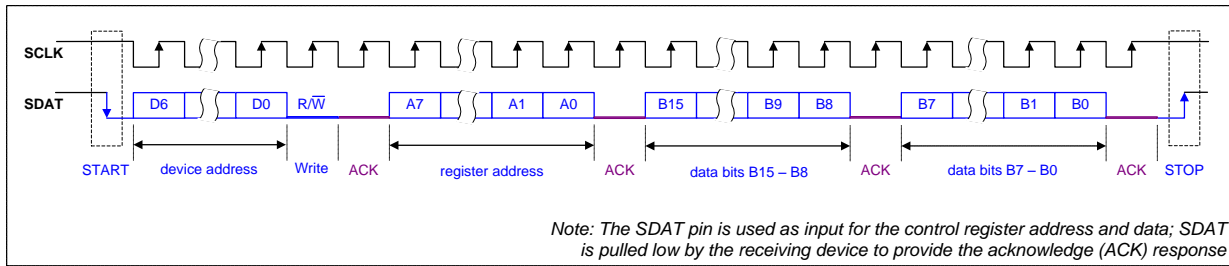 SCLK
SDAT D6 D0 R/W A7 A1 A0 B15 B9 B8 B7 B1 B0
START device address Write ACK register address ACK data bits B15 – B8 ACK data bits B7 – B0 ACK STOP
Note: The SDAT pin is used as input for the control register address and data; SDAT
is pulled low by the receiving device to provide the acknowledge (ACK) response